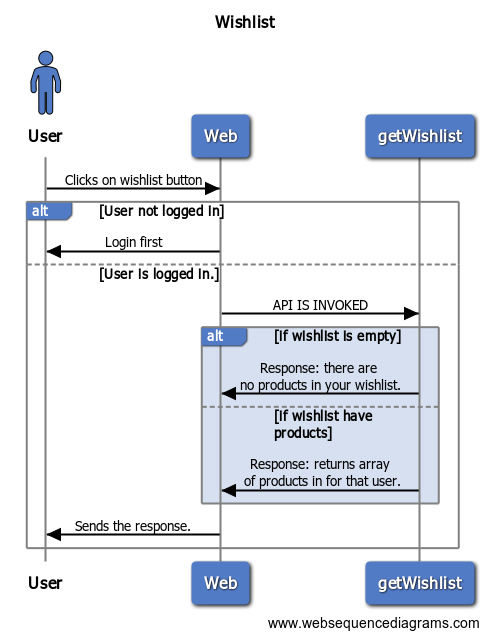 Wishlist
User
Web
getWishlist
Clicks on wishlist button
alt
[User not logged in]
Login first
[User is logged in.]
API IS INVOKED
alt
[if wishlist is empty]
Response: there are
no products in your wishlist.
[If wishlist have
products]
Response: returns array
of products in for that user.
Sends the response.
User
Web
getWishlist
www.websequencediagrams.com